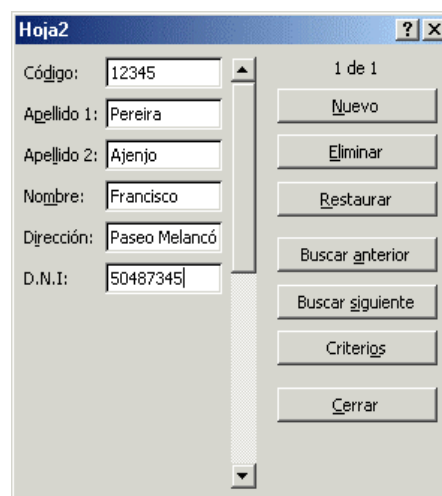 Hoja2
Código: 12345
Apellido 1: Pereira
Apellido 2: Ajenjo
Nombre: Francisco
Dirección: Paseo Melancó
D.N.I: 50487345
1 de 1
Nuevo
Eliminar
Restaurar
Buscar anterior
Buscar siguiente
Criterios
Cerrar